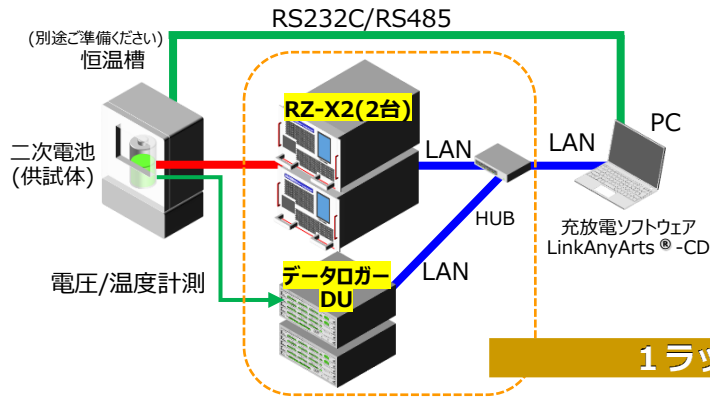 RS232C/RS485
(別途ご準備ください)
恒温槽
RZ-X2(2台)
LAN
LAN
PC
二次電池
(供試体)
HUB
充放電ソフトウェア
LinkAnyArts®-CD
電圧/温度計測
データロガー
DU
LAN
1ラッ